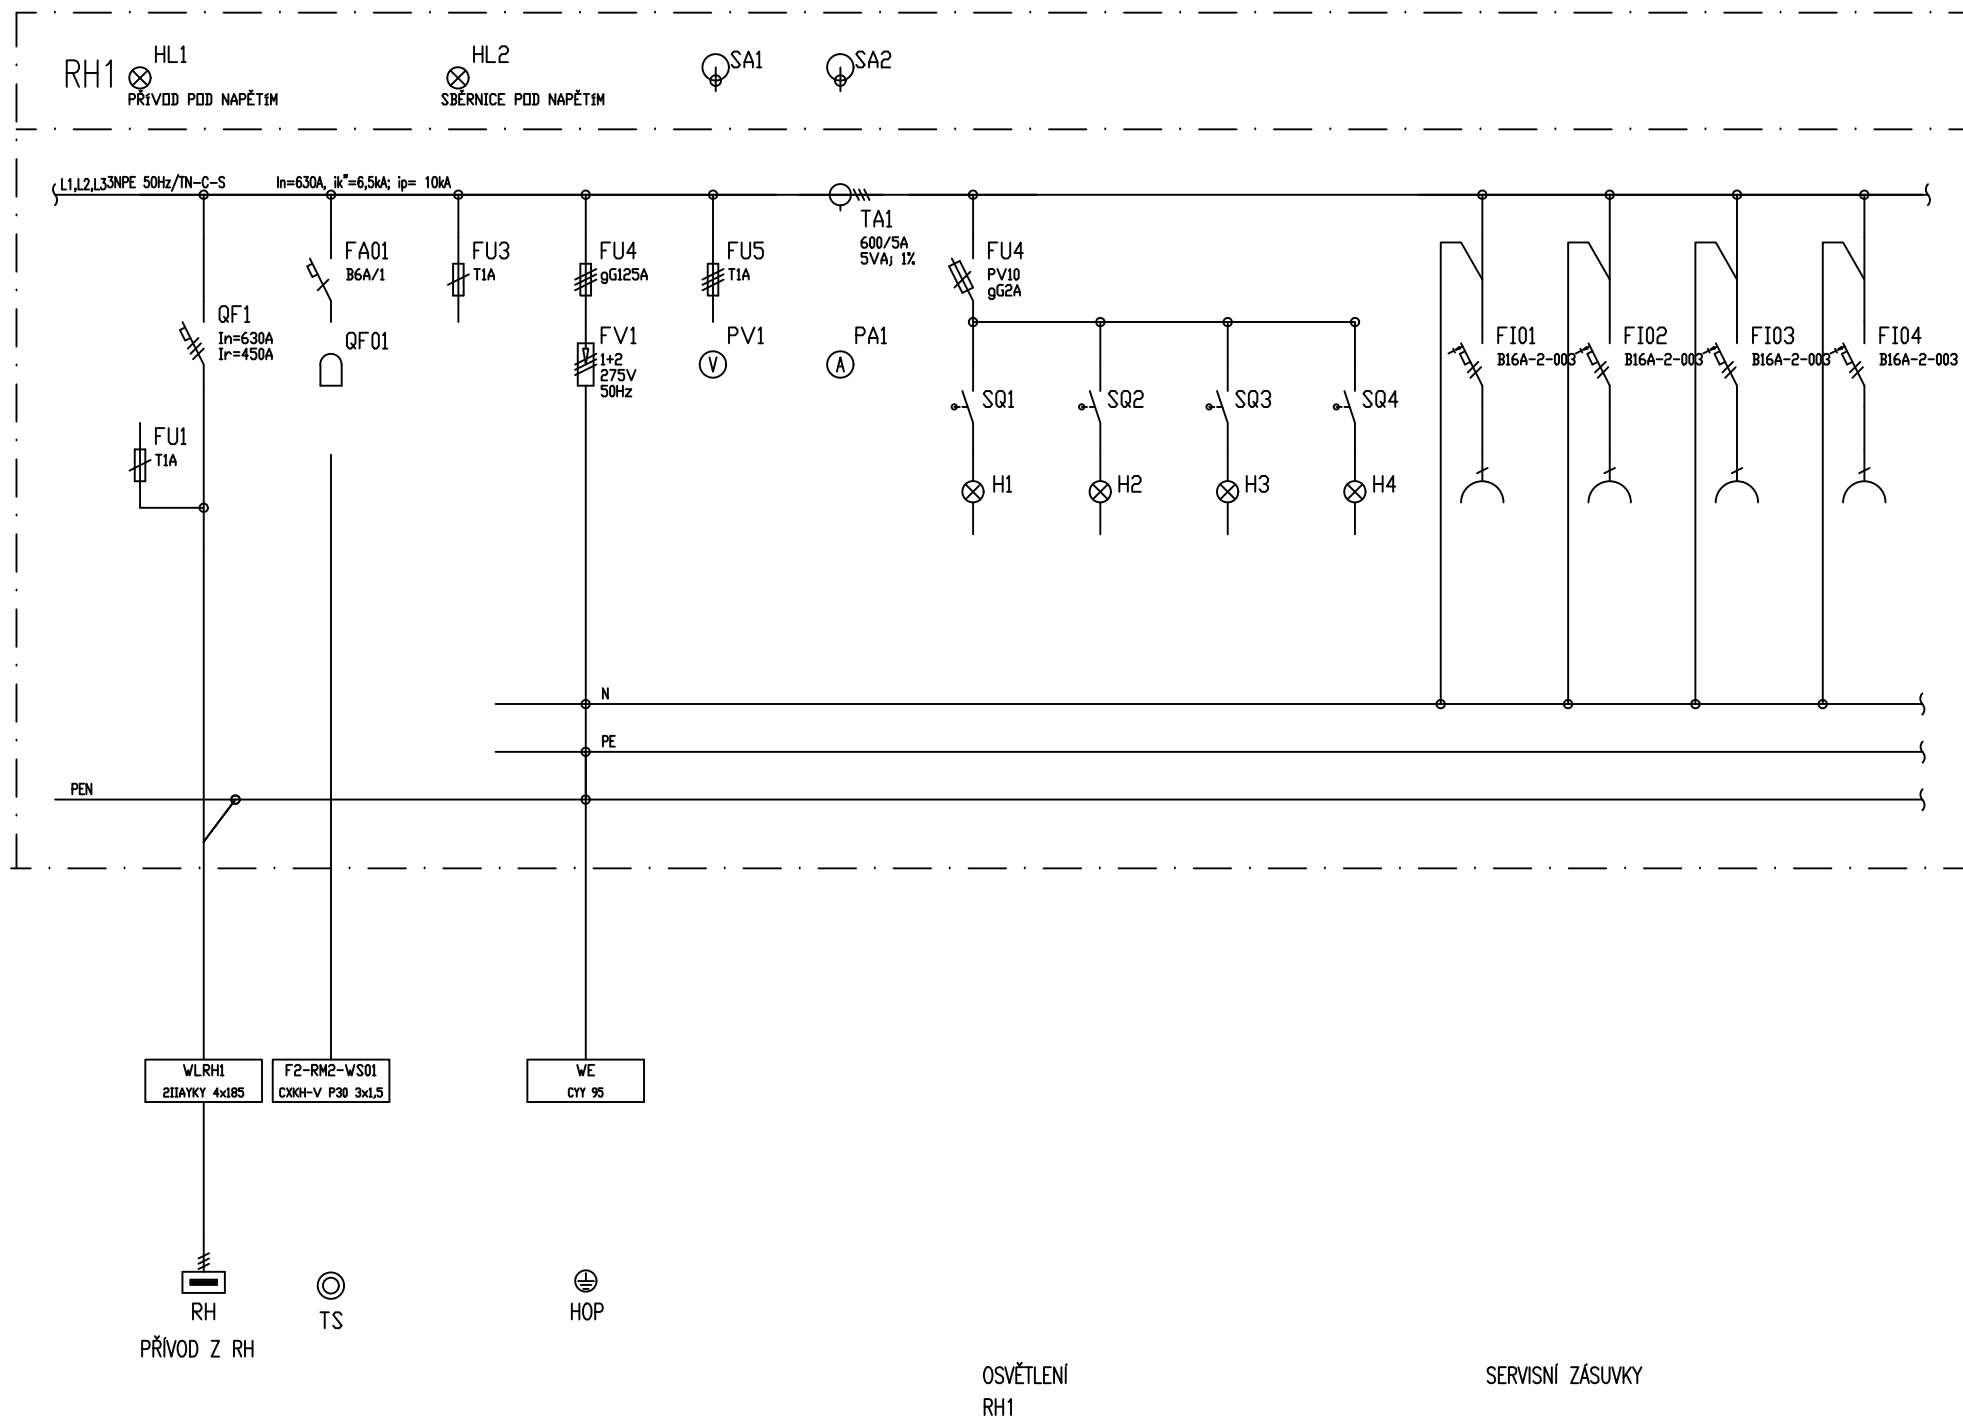 RH1
HL1
PŘÍVOD POD NAPĚTÍM
HL2
SBĚRNICE POD NAPĚTÍM
SA1
SA2
L1,L2,L3 3NPE 50Hz/TN-C-S
In=630A, ik"=6,5kA; ip= 10kA
QF1
In=630A
Ir=450A
FU1
T1A
FA01
B6A/1
QF01
FU3
T1A
FU4
gG125A
FV1
1+2
275V
50Hz
FU5
T1A
PV1
V
TA1
600/5A
5VA; 1%
PA1
A
FU4
PV10
gG2A
SQ1
SQ2
SQ3
SQ4
H1
H2
H3
H4
FI01
B16A-2-003
FI02
B16A-2-003
FI03
B16A-2-003
FI04
B16A-2-003
N
PE
PEN
WLRH1
2IIAYKY 4x185
F2-RM2-WS01
CXKH-V P30 3x1,5
WE
CYY 95
RH
PŘÍVOD Z RH
TS
HOP
OSVĚTLENÍ
RH1
SERVISNÍ ZÁSUVKY